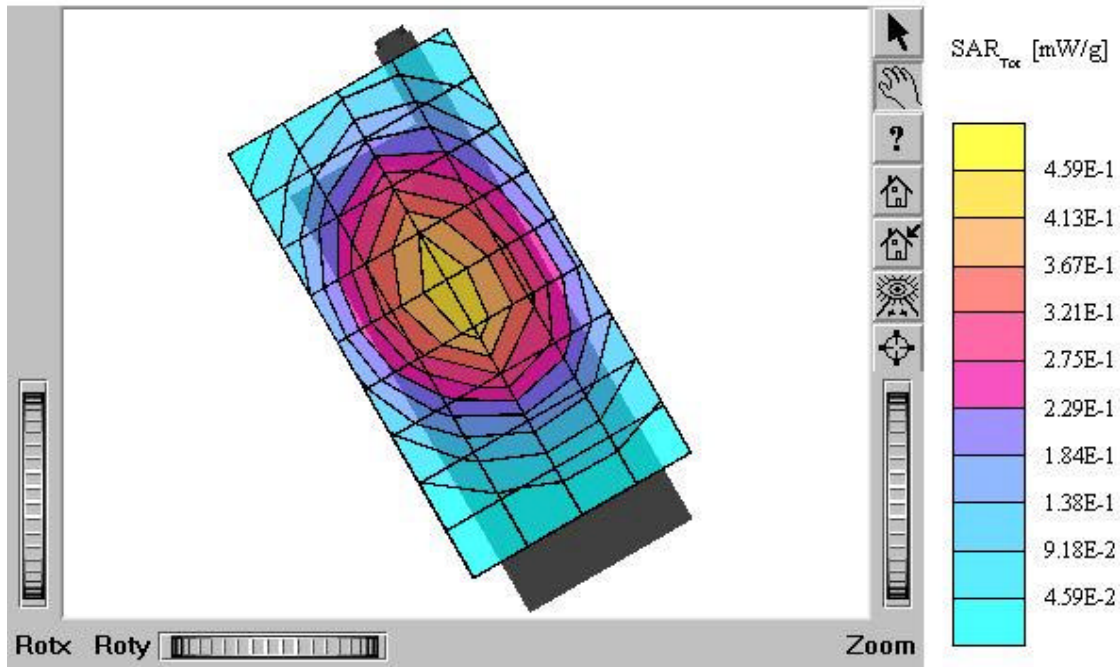 SAR_Tot [mW/g]
?
4.59E-1
4.13E-1
3.67E-1
3.21E-1
2.75E-1
2.29E-1
1.84E-1
1.38E-1
9.18E-2
4.59E-2
Rotx Roty Zoom